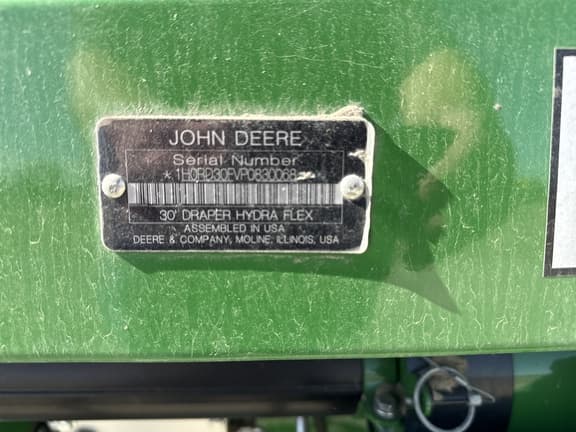 JOHN DEERE
Serial Number
*1H0RD30FVP0830068
30' DRAPER HYDRA FLEX
ASSEMBLED IN USA
DEERE & COMPANY, MOLINE, ILLINOIS, USA